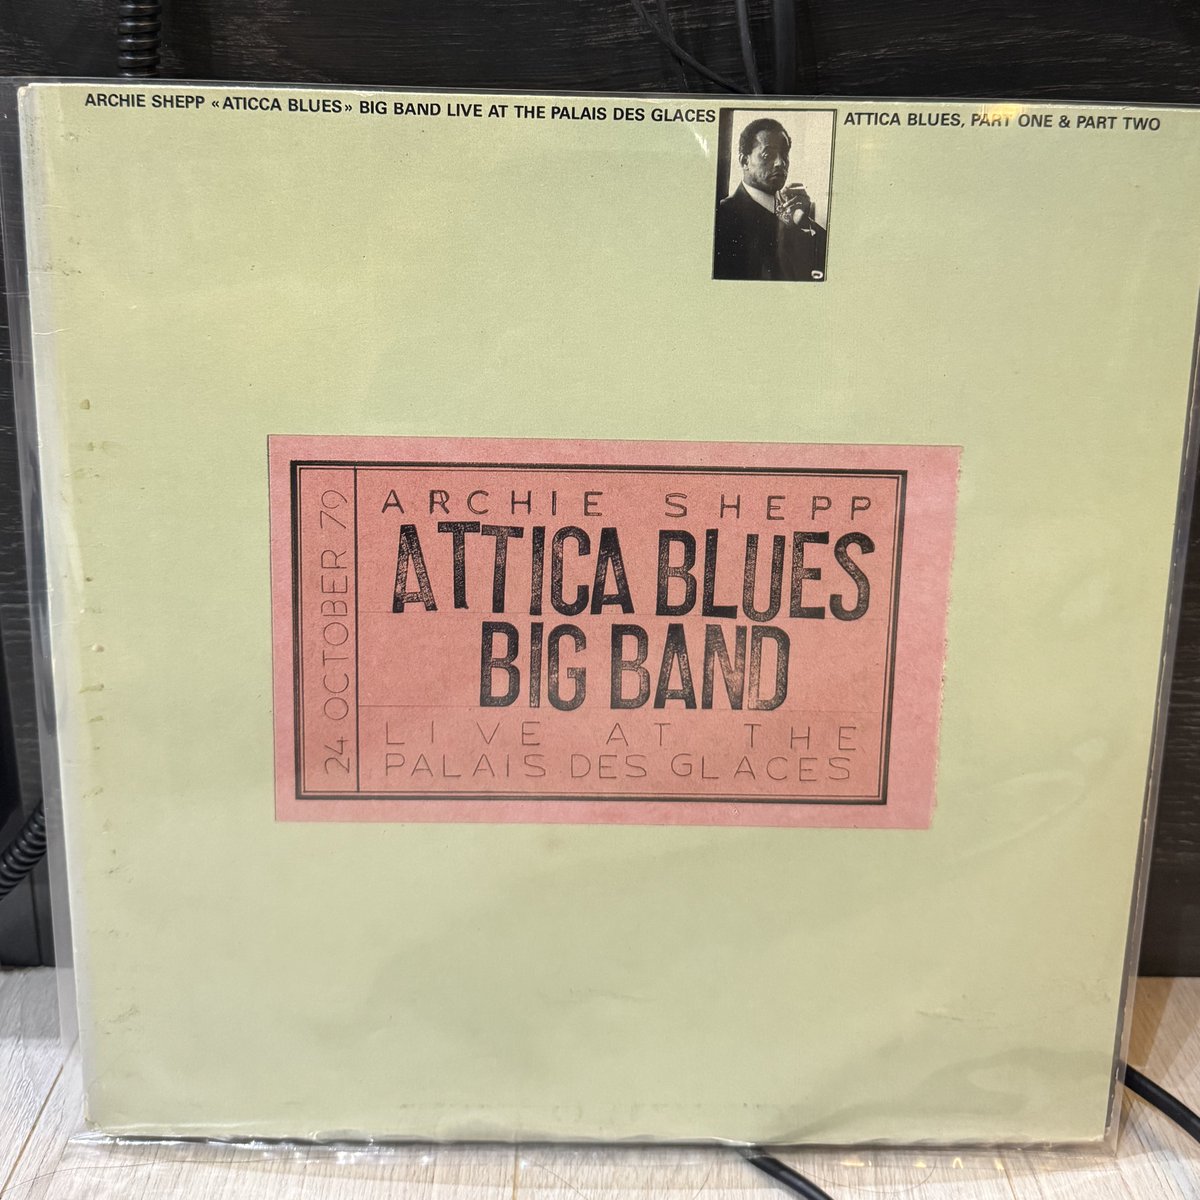 ARCHIE SHEPP «ATICCA BLUES» BIG BAND LIVE AT THE PALAIS DES GLACES
ATTICA BLUES, PART ONE & PART TWO
24 OCTOBER 79
ARCHIE SHEPP
ATTICA BLUES
BIG BAND
LIVE AT THE
PALAIS DES GLACES